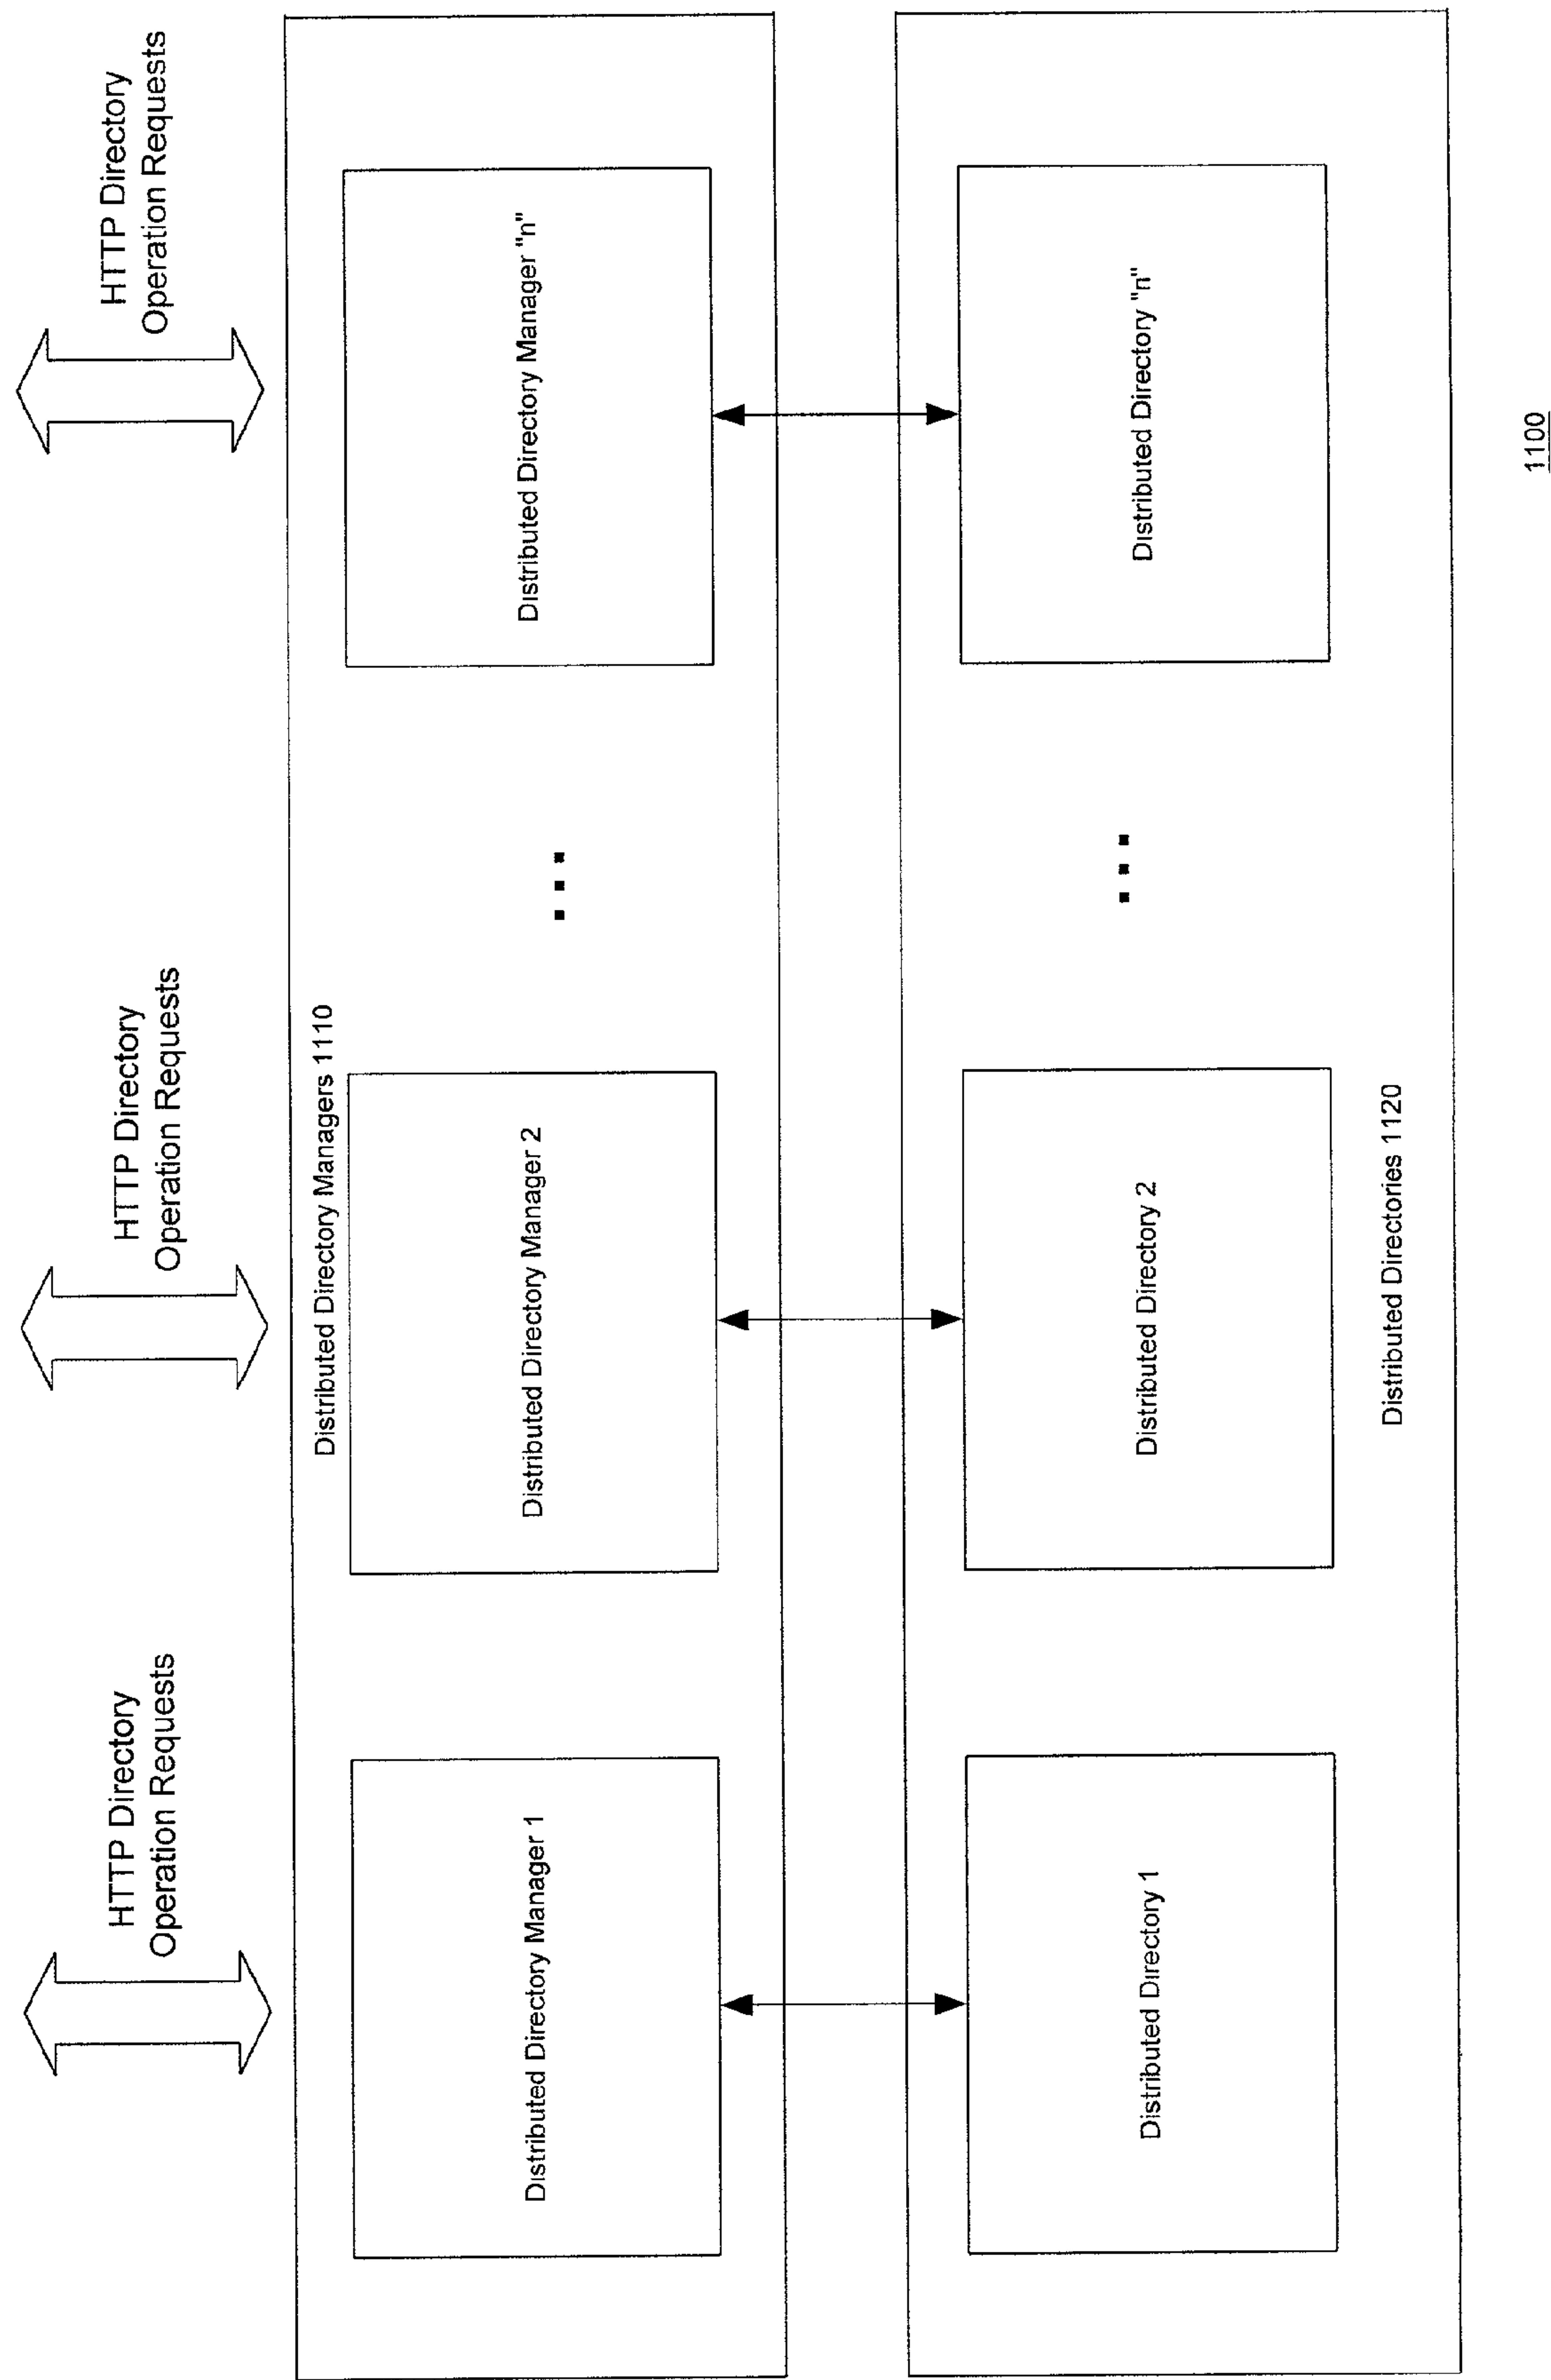 HTTP Directory
Operation Requests
HTTP Directory
Operation Requests
HTTP Directory
Operation Requests
Distributed Directory Managers 1110
Distributed Directory Manager 1
Distributed Directory Manager 2
...
Distributed Directory Manager "n"
Distributed Directory 1
Distributed Directory 2
...
Distributed Directory "n"
Distributed Directories 1120
1100